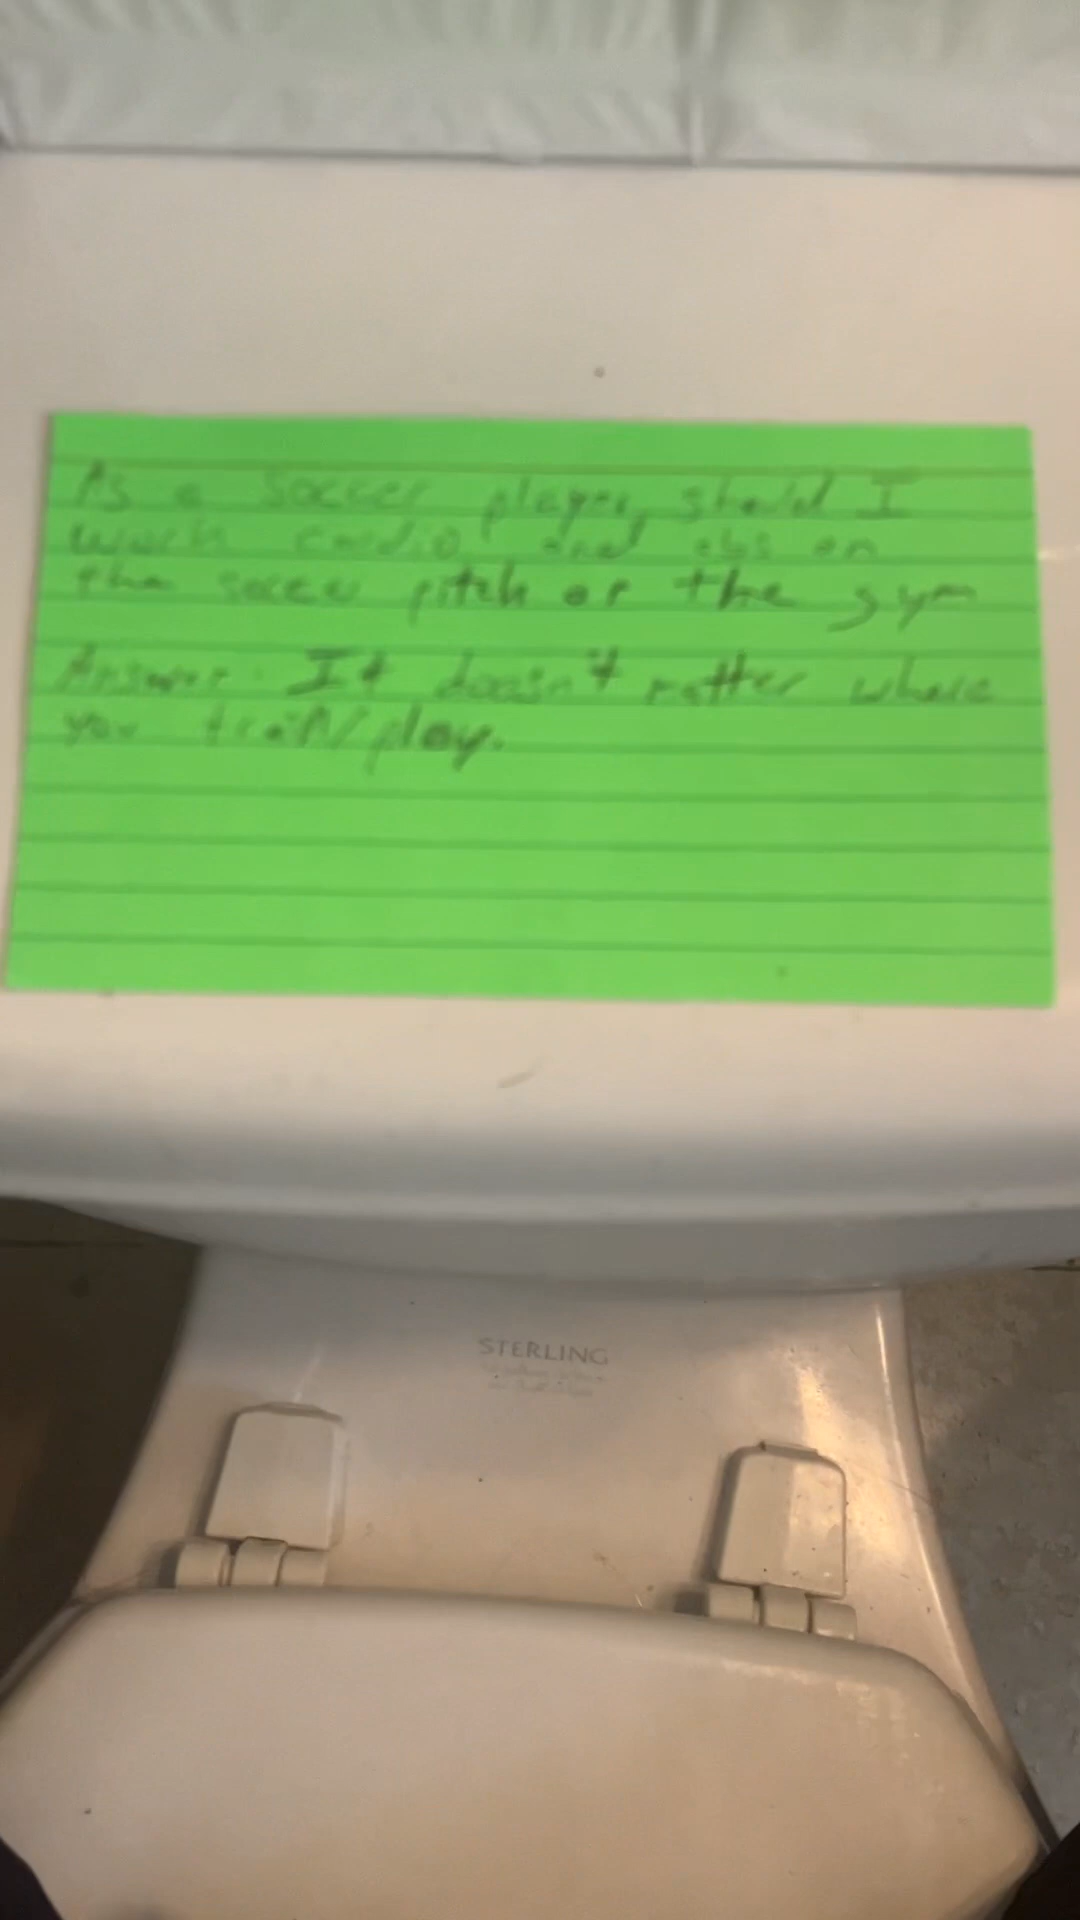 As a Soccer player, should I
work cardio and abs on
the soccer pitch or the gym
Answer: It doesn't matter where
you train/play.
STERLING